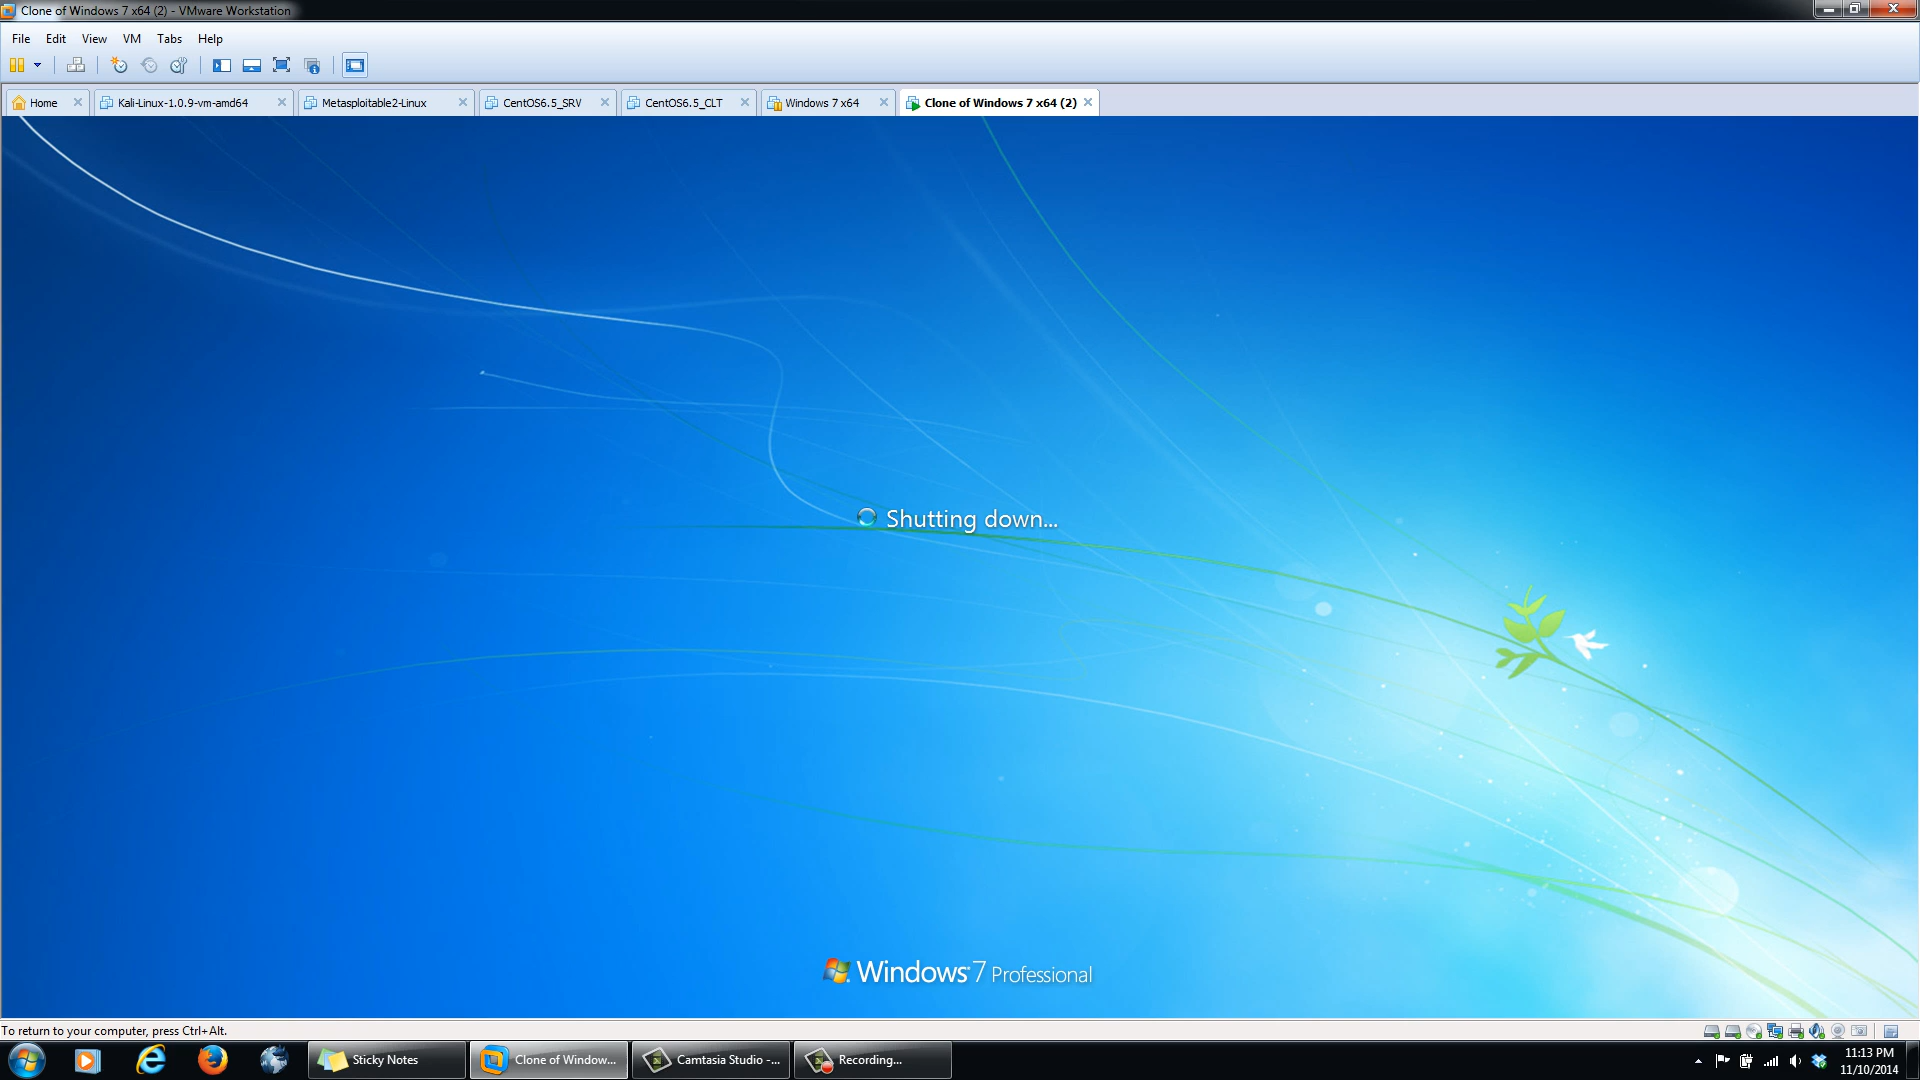 Clone of Windows 7 x64 (2) - VMware Workstation
File Edit View VM Tabs Help
Home Kali-Linux-1.0.9-vm-amd64 Metasploitable2-Linux CentOS6.5_SRV CentOS6.5_CLT Windows 7 x64 Clone of Windows 7 x64 (2)
Shutting down...
Windows 7 Professional
To return to your computer, press Ctrl+Alt.
Sticky Notes Clone of Window... Camtasia Studio -... Recording... 11:13 PM
11/10/2014